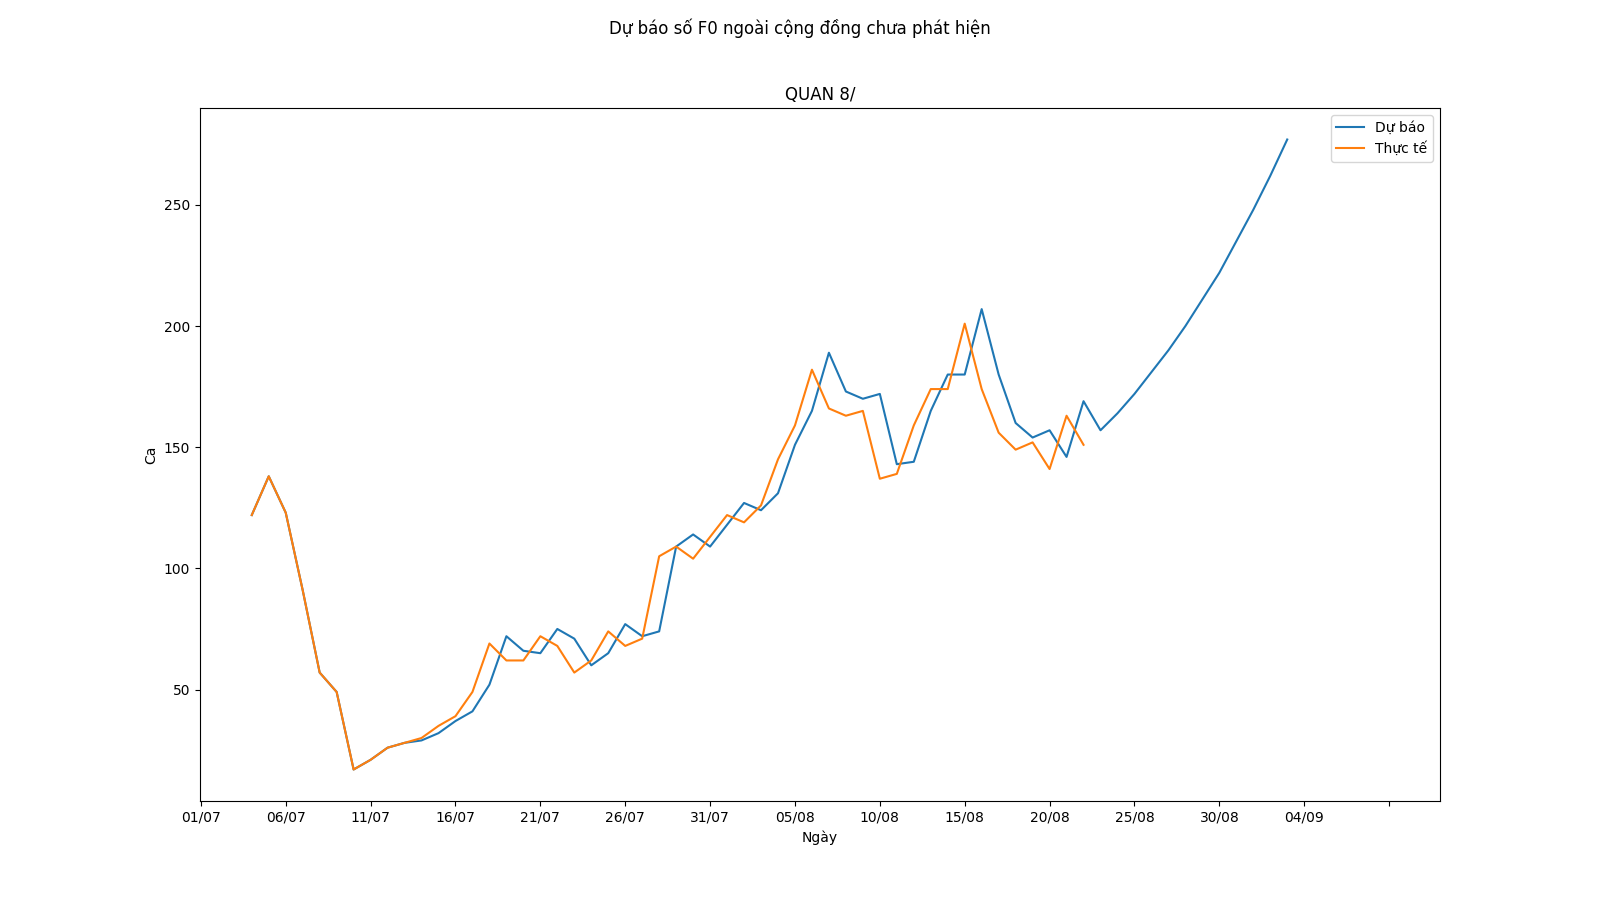 Dự báo số F0 ngoài cộng đồng chưa phát hiện
QUAN 8/
Dự báo
Thực tế
250
200
150
100
50
Ca
01/07 06/07 11/07 16/07 21/07 26/07 31/07 05/08 10/08 15/08 20/08 25/08 30/08 04/09
Ngày